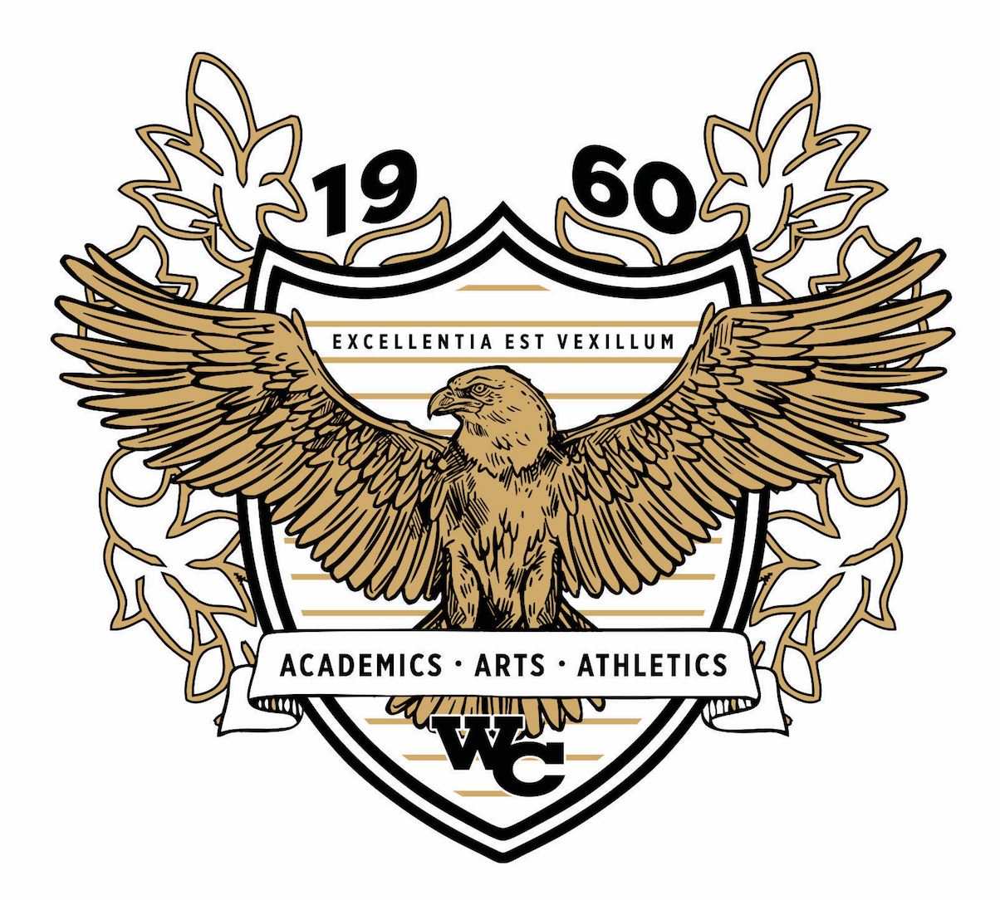 19 60
EXCELLENTIA EST VEXILLUM
ACADEMICS · ARTS · ATHLETICS
WC